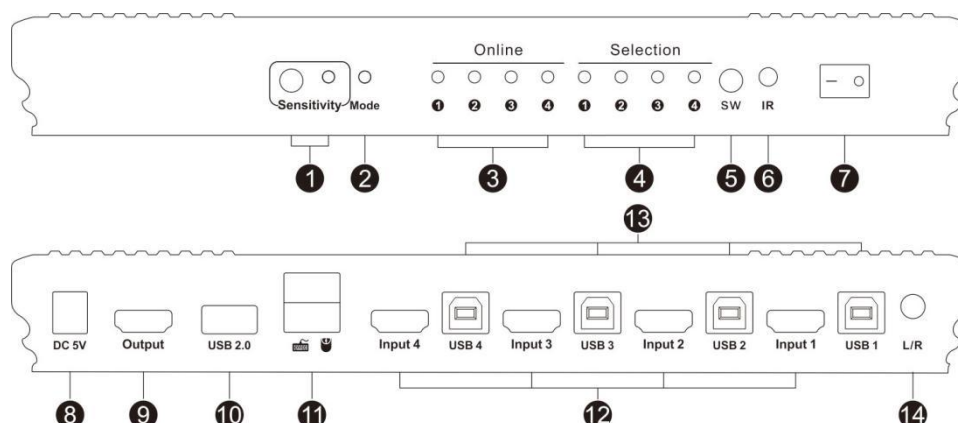 Online Selection
Sensitivity Mode 1 2 3 4 1 2 3 4 SW IR
1 2 3 4 5 6 7
13
DC 5V Output USB 2.0 Input 4 USB 4 Input 3 USB 3 Input 2 USB 2 Input 1 USB 1 L/R
8 9 10 11 12 14